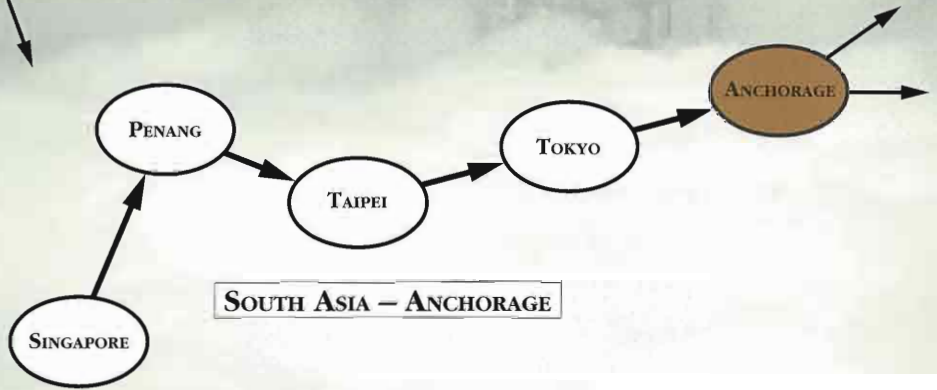 ANCHORAGE
PENANG
TOKYO
TAIPEI
SOUTH ASIA – ANCHORAGE
SINGAPORE